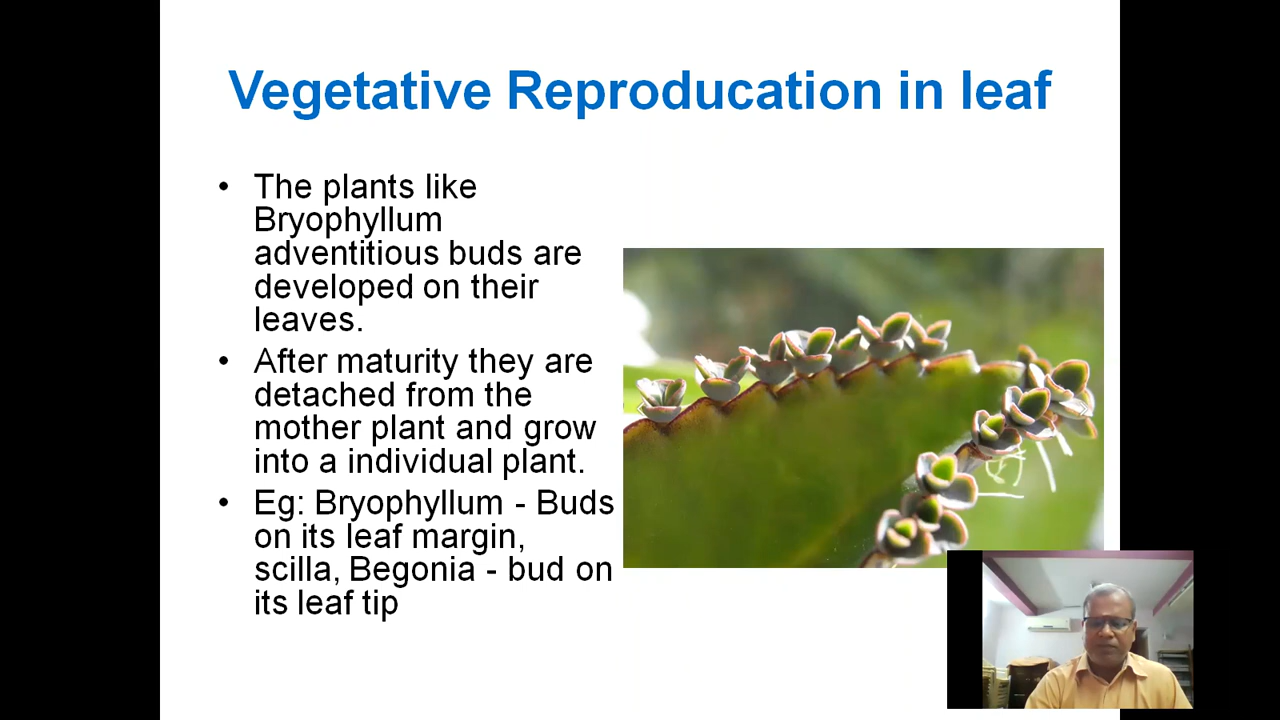 Vegetative Reproducation in leaf
• The plants like
Bryophyllum
adventitious buds are
developed on their
leaves.
• After maturity they are
detached from the
mother plant and grow
into a individual plant.
• Eg: Bryophyllum - Buds
on its leaf margin,
scilla, Begonia - bud on
its leaf tip